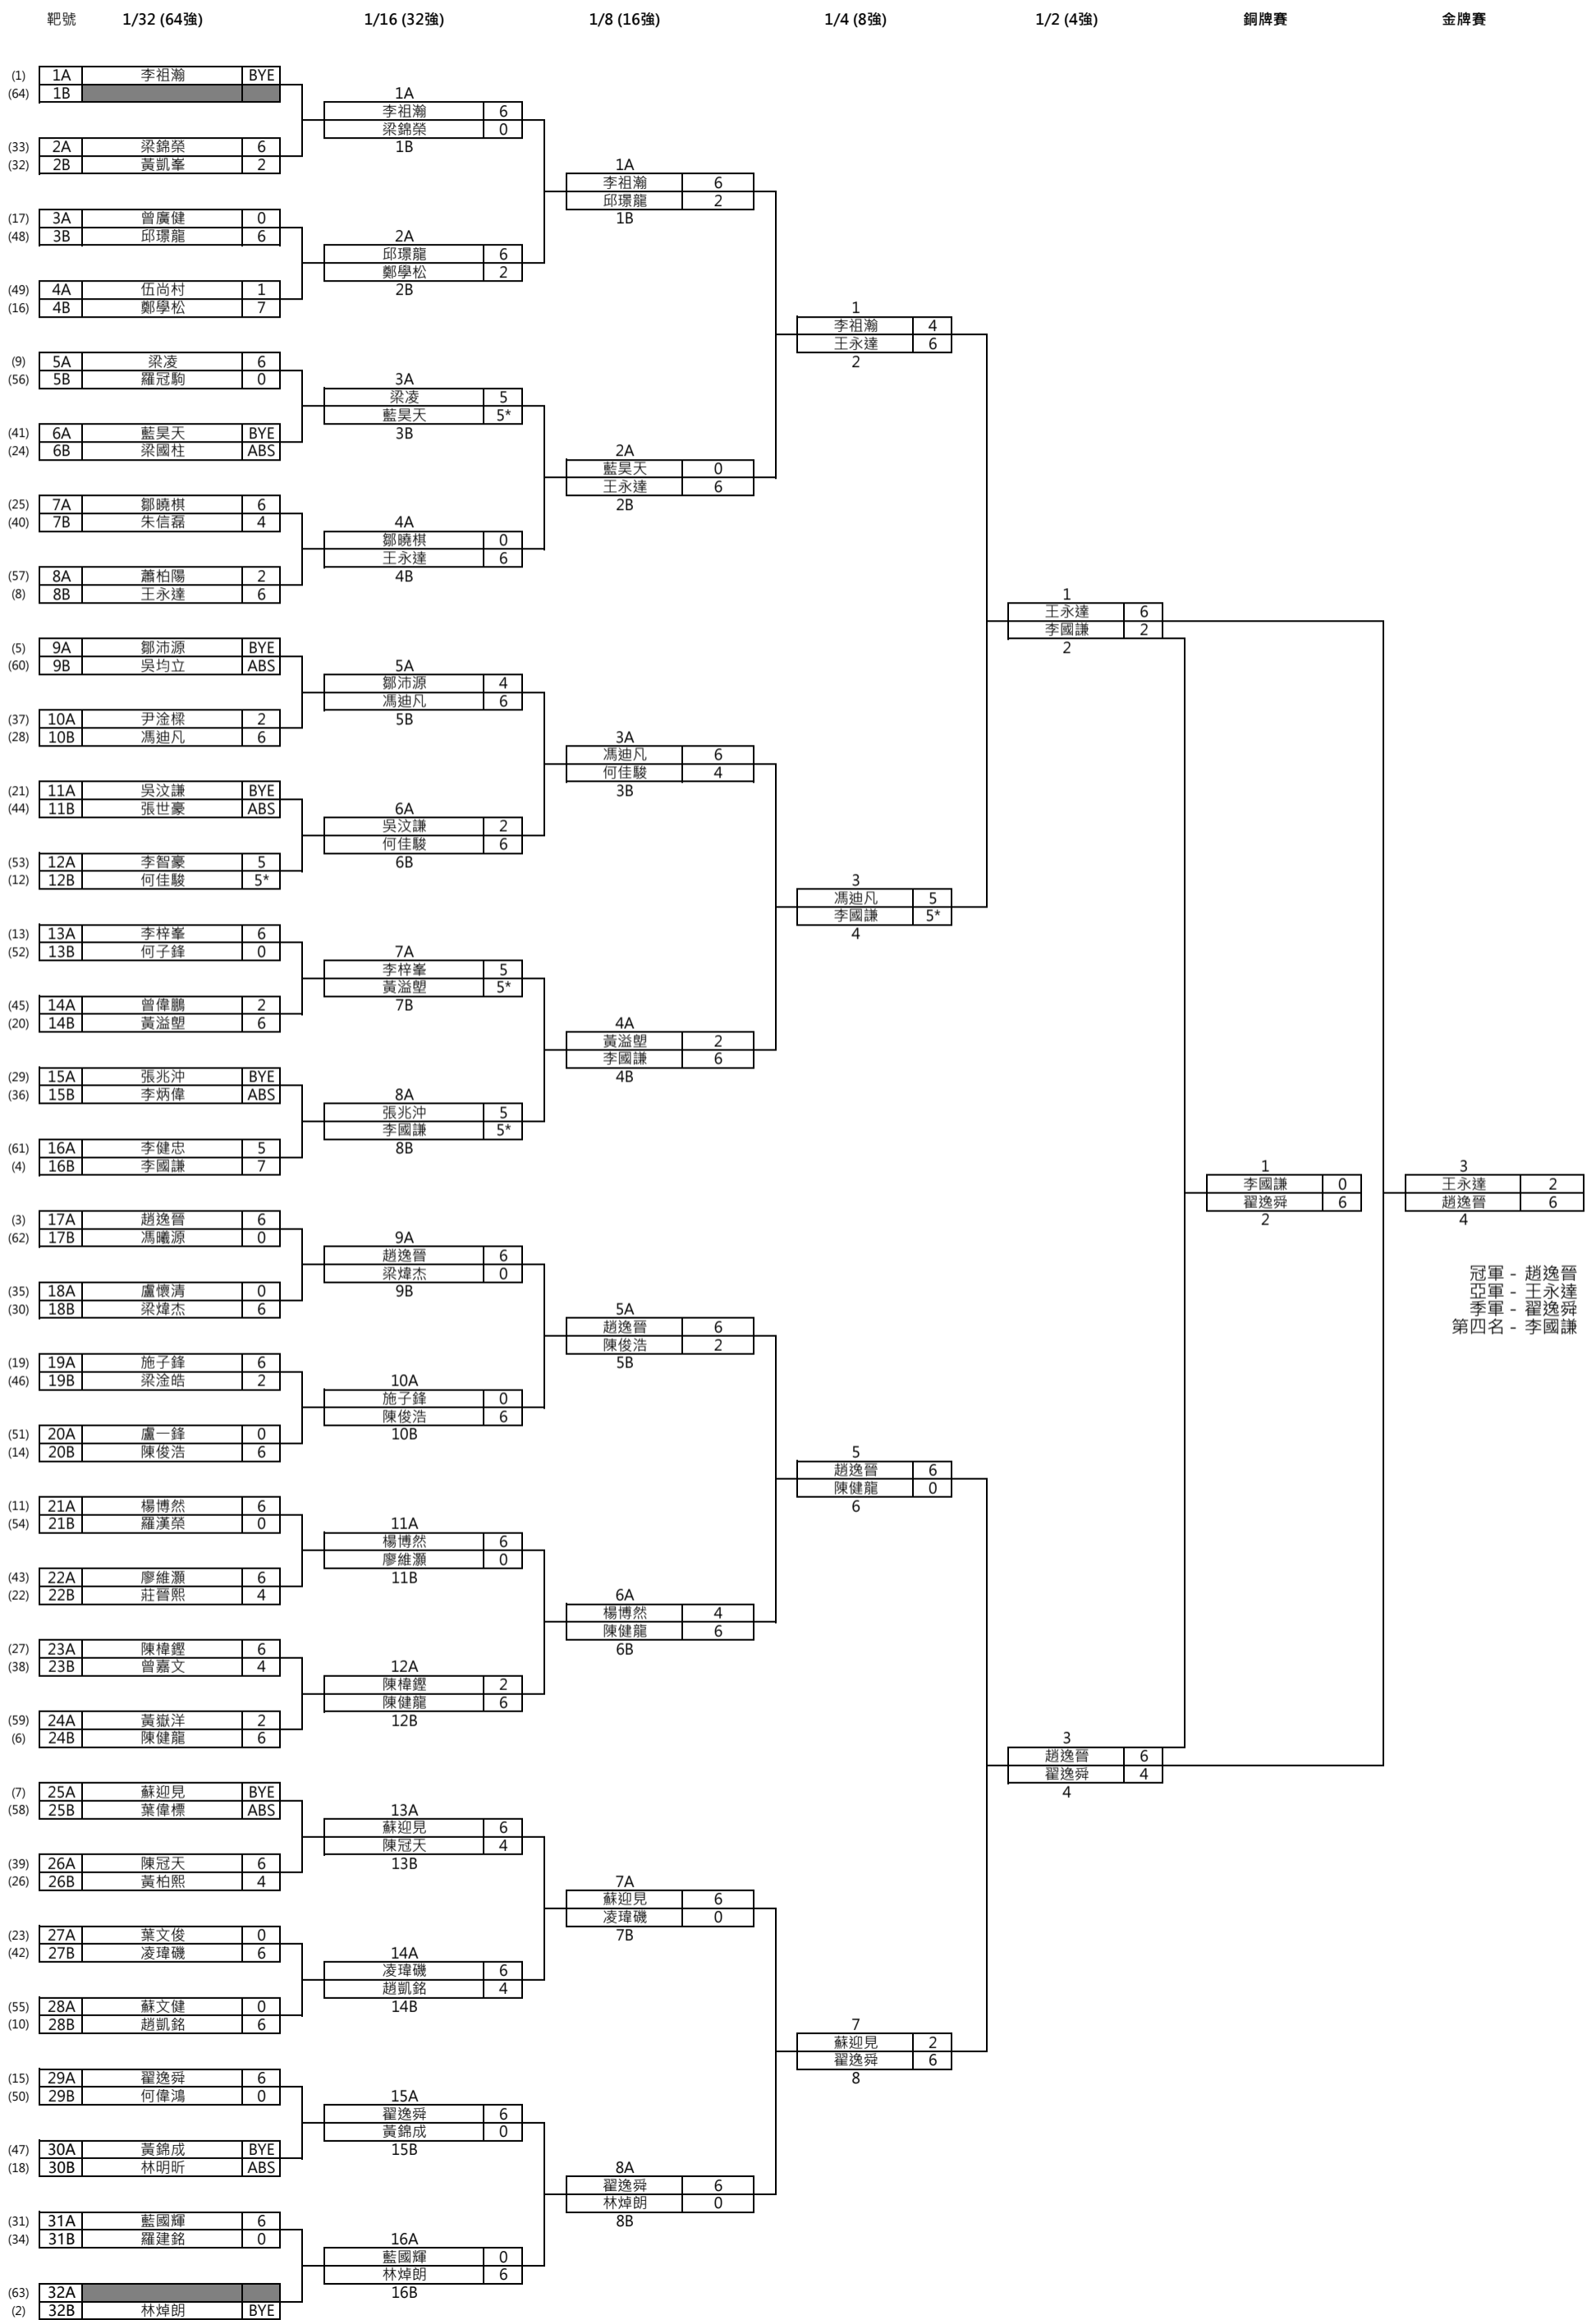 靶號 1/32 (64強) 1/16 (32強) 1/8 (16強) 1/4 (8強) 1/2 (4強) 銅牌賽 金牌賽
(1) 1A 李祖瀚 BYE
(64) 1B
(33) 2A 梁錦榮 6
(32) 2B 黃凱峯 2
(17) 3A 曾廣健 0
(48) 3B 邱璟龍 6
(49) 4A 伍尚村 1
(16) 4B 鄭學松 7
(9) 5A 梁凌 6
(56) 5B 羅冠駒 0
(41) 6A 藍昊天 BYE
(24) 6B 梁國柱 ABS
(25) 7A 鄒曉棋 6
(40) 7B 朱信磊 4
(57) 8A 蕭柏陽 2
(8) 8B 王永達 6
(5) 9A 鄒沛源 BYE
(60) 9B 吳均立 ABS
(37) 10A 尹淦樑 2
(28) 10B 馮迪凡 6
(21) 11A 吳汶謙 BYE
(44) 11B 張世豪 ABS
(53) 12A 李智豪 5
(12) 12B 何佳駿 5*
(13) 13A 李梓峯 6
(52) 13B 何子鋒 0
(45) 14A 曾偉鵬 2
(20) 14B 黃溢塱 6
(29) 15A 張兆沖 BYE
(36) 15B 李炳偉 ABS
(61) 16A 李健忠 5
(4) 16B 李國謙 7
(3) 17A 趙逸晉 6
(62) 17B 馮曦源 0
(35) 18A 盧懷清 0
(30) 18B 梁煒杰 6
(19) 19A 施子鋒 6
(46) 19B 梁淦皓 2
(51) 20A 盧一鋒 0
(14) 20B 陳俊浩 6
(11) 21A 楊博然 6
(54) 21B 羅漢榮 0
(43) 22A 廖維灝 6
(22) 22B 莊晉熙 4
(27) 23A 陳椲鏗 6
(38) 23B 曾嘉文 4
(59) 24A 黃嶽洋 2
(6) 24B 陳健龍 6
(7) 25A 蘇迎見 BYE
(58) 25B 葉偉標 ABS
(39) 26A 陳冠天 6
(26) 26B 黃柏熙 4
(23) 27A 葉文俊 0
(42) 27B 凌瑋磯 6
(55) 28A 蘇文健 0
(10) 28B 趙凱銘 6
(15) 29A 翟逸舜 6
(50) 29B 何偉鴻 0
(47) 30A 黃錦成 BYE
(18) 30B 林明昕 ABS
(31) 31A 藍國輝 6
(34) 31B 羅建銘 0
(63) 32A
(2) 32B 林焯朗 BYE
1A
李祖瀚 6
梁錦榮 0
1B
2A
邱璟龍 6
鄭學松 2
2B
3A
梁凌 5
藍昊天 5*
3B
4A
鄒曉棋 0
王永達 6
4B
5A
鄒沛源 4
馮迪凡 6
5B
6A
吳汶謙 2
何佳駿 6
6B
7A
李梓峯 5
黃溢塱 5*
7B
8A
張兆沖 5
李國謙 5*
8B
9A
趙逸晉 6
梁煒杰 0
9B
10A
施子鋒 0
陳俊浩 6
10B
11A
楊博然 6
廖維灝 0
11B
12A
陳椲鏗 2
陳健龍 6
12B
13A
蘇迎見 6
陳冠天 4
13B
14A
凌瑋磯 6
趙凱銘 4
14B
15A
翟逸舜 6
黃錦成 0
15B
16A
藍國輝 0
林焯朗 6
16B
1A
李祖瀚 6
邱璟龍 2
1B
2A
藍昊天 0
王永達 6
2B
3A
馮迪凡 6
何佳駿 4
3B
4A
黃溢塱 2
李國謙 6
4B
5A
趙逸晉 6
陳俊浩 2
5B
6A
楊博然 4
陳健龍 6
6B
7A
蘇迎見 6
凌瑋磯 0
7B
8A
翟逸舜 6
林焯朗 0
8B
1
李祖瀚 4
王永達 6
2
3
馮迪凡 5
李國謙 5*
4
5
趙逸晉 6
陳健龍 0
6
7
蘇迎見 2
翟逸舜 6
8
1
王永達 6
李國謙 2
2
3
趙逸晉 6
翟逸舜 4
4
1
李國謙 0
翟逸舜 6
2
3
王永達 2
趙逸晉 6
4
冠軍 - 趙逸晉
亞軍 - 王永達
季軍 - 翟逸舜
第四名 - 李國謙